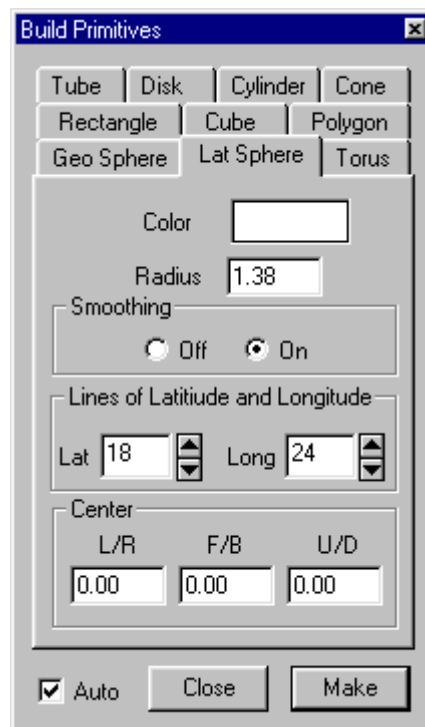 Build Primitives
Tube Disk Cylinder Cone
Rectangle Cube Polygon
Geo Sphere Lat Sphere Torus
Color
Radius 1.38
Smoothing
Off On
Lines of Latitiude and Longitude
Lat 18 Long 24
Center
L/R F/B U/D
0.00 0.00 0.00
Auto Close Make